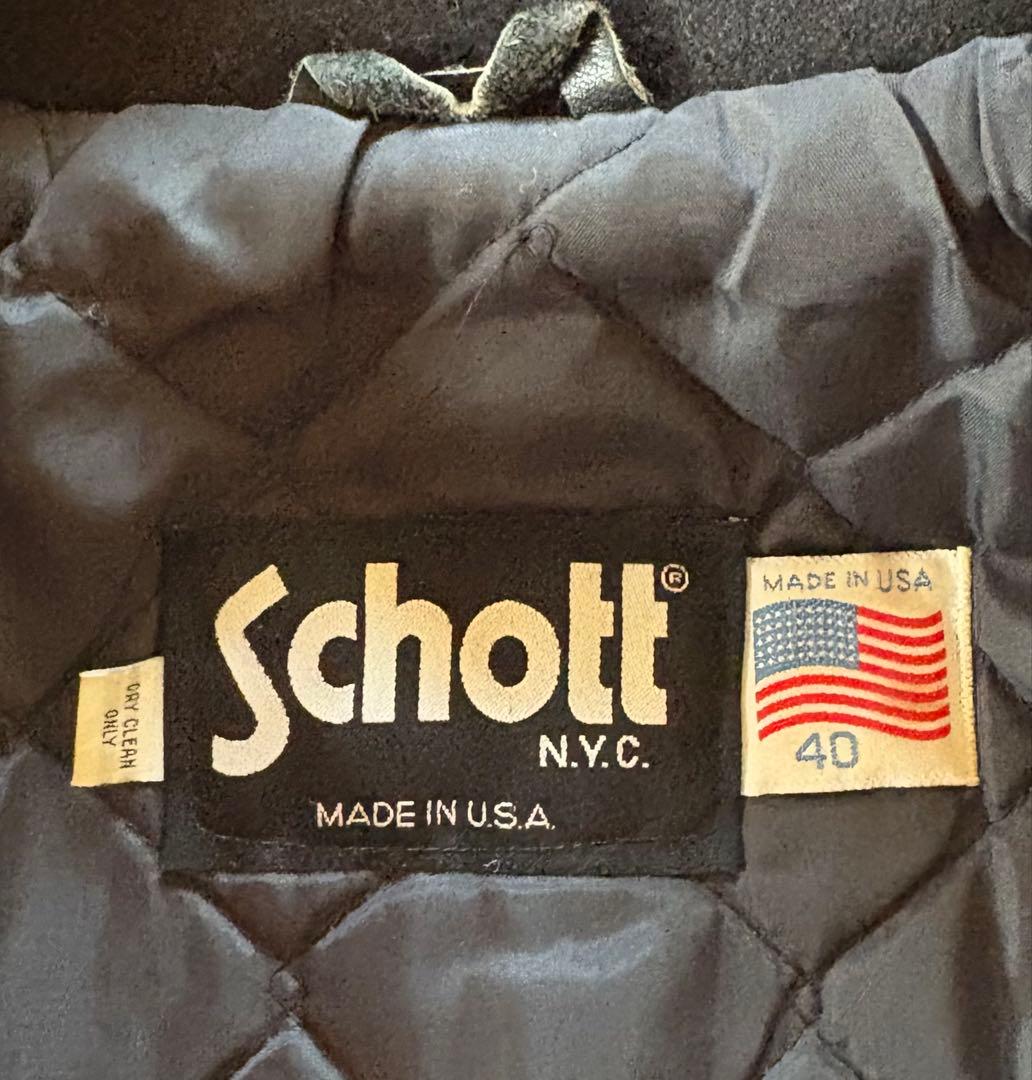 Schott®
N.Y.C.
MADE IN U.S.A.
MADE IN USA
40
DRY CLEAN
ONLY